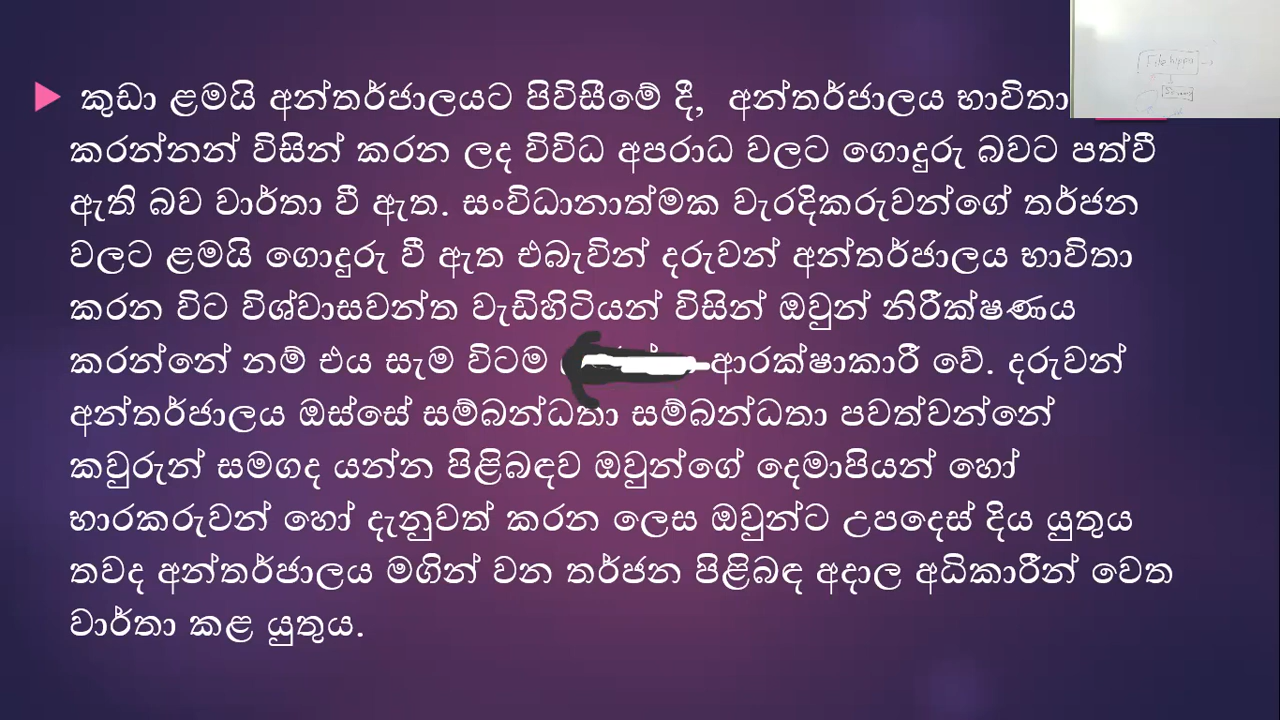 කුඩා ළමයි අන්තර්ජාලයට පිවිසීමේ දී, අන්තර්ජාලය භාවිතා
කරන්නන් විසින් කරන ලද විවිධ අපරාධ වලට ගොදුරු බවට පත්වී
ඇති බව වාර්තා වී ඇත. සංවිධානාත්මක වැරදිකරුවන්ගේ තර්ජන
වලට ළමයි ගොදුරු වී ඇත එබැවින් දරුවන් අන්තර්ජාලය භාවිතා
කරන විට විශ්වාසවන්ත වැඩිහිටියන් විසින් ඔවුන් නිරීක්ෂණය
කරන්නේ නම් එය සැම විටම ආරක්ෂාකාරී වේ. දරුවන්
අන්තර්ජාලය ඔස්සේ සම්බන්ධතා සම්බන්ධතා පවත්වන්නේ
කවුරුන් සමගද යන්න පිළිබඳව ඔවුන්ගේ දෙමාපියන් හෝ
භාරකරුවන් හෝ දැනුවත් කරන ලෙස ඔවුන්ට උපදෙස් දිය යුතුය
තවද අන්තර්ජාලය මගින් වන තර්ජන පිළිබඳ අදාල අධිකාරීන් වෙත
වාර්තා කළ යුතුය.